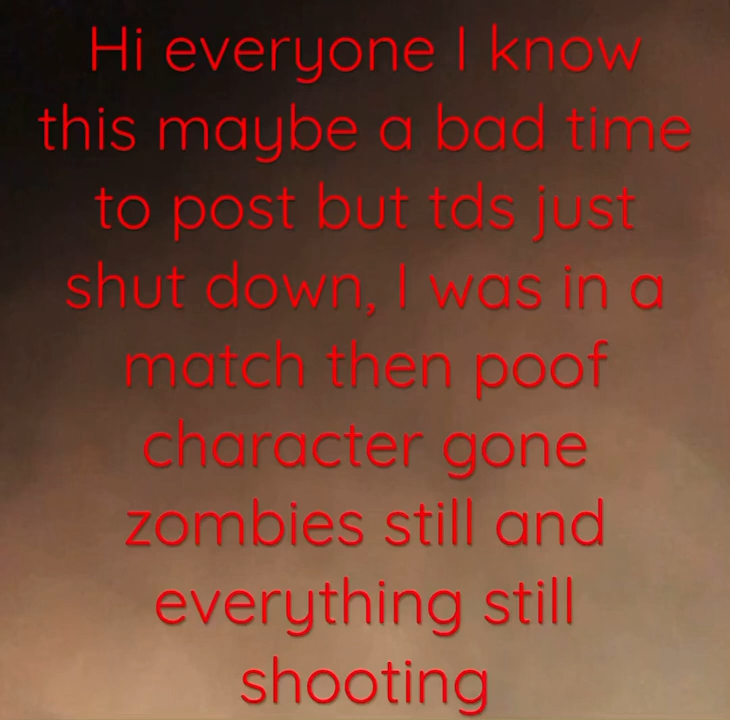 Hi everyone I know
this maybe a bad time
to post but tds just
shut down, I was in a
match then poof
character gone
zombies still and
everything still
shooting